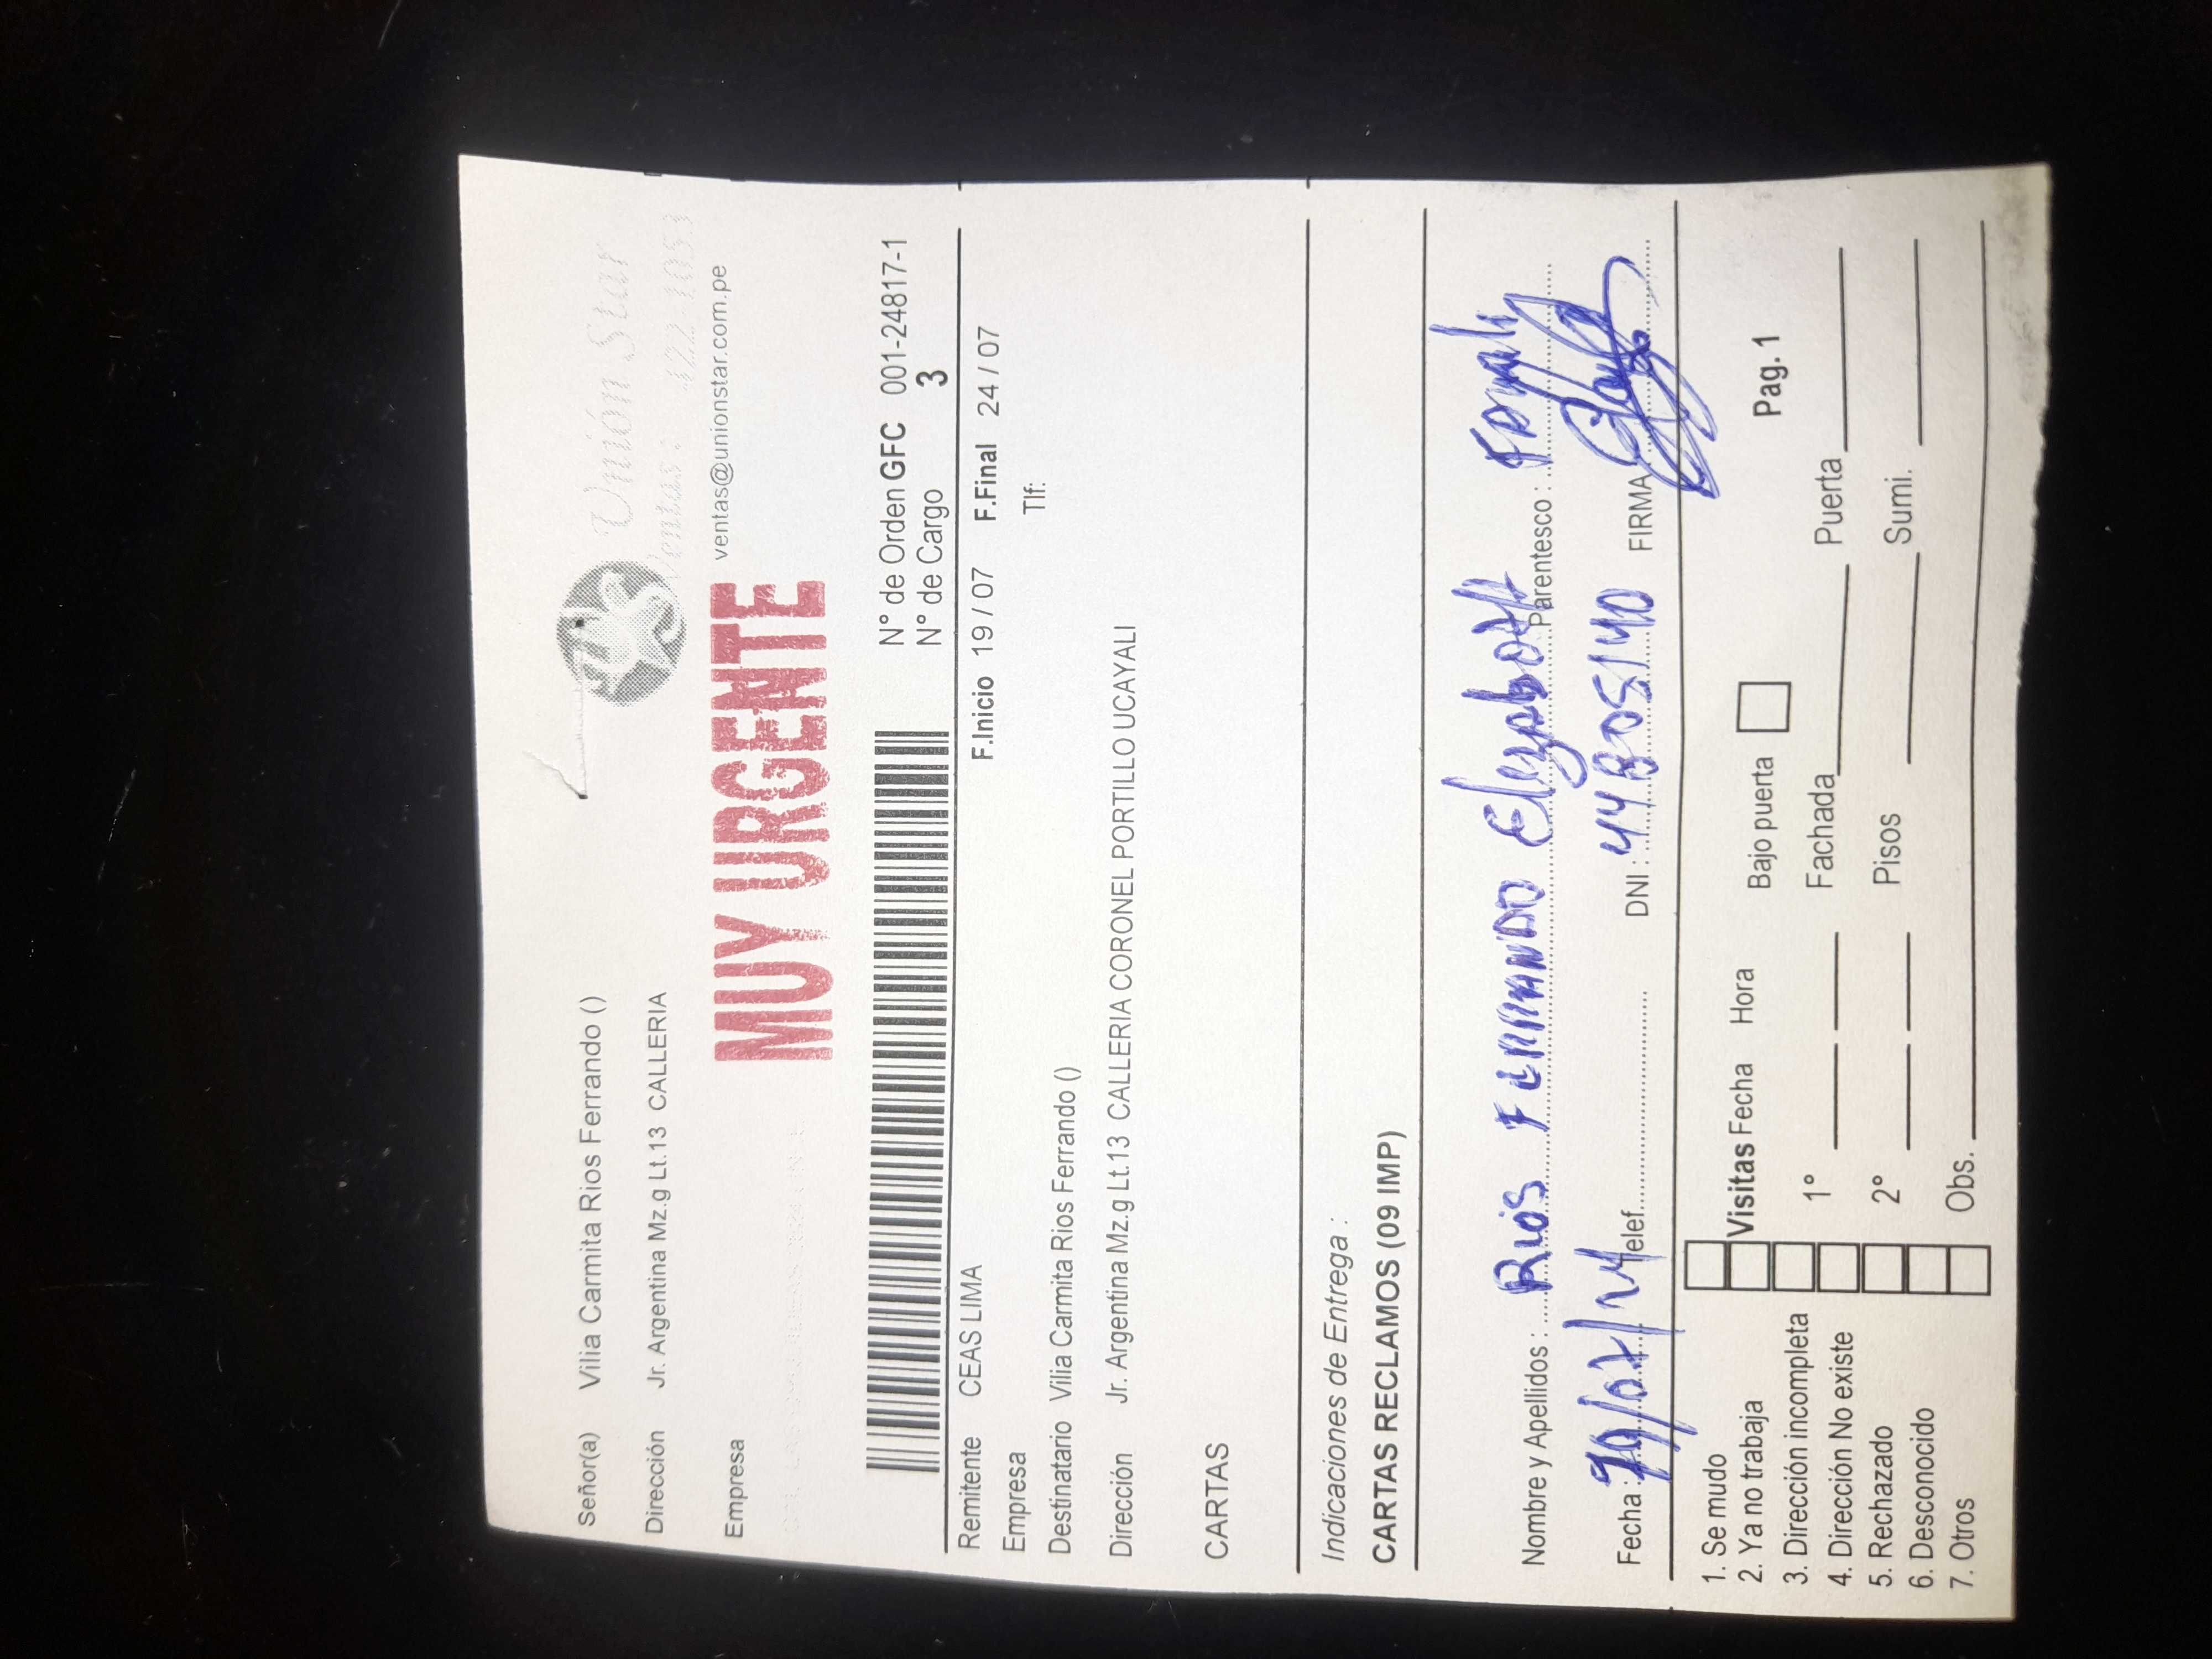 Unión Star
Señor(a) Vilia Carmita Rios Ferrando ()
Ventas : 422 1053
Dirección Jr. Argentina Mz.g Lt.13 CALLERIA
MUY URGENTE
ventas@unionstar.com.pe
Empresa
N° de Orden GFC 001-24817-1
N° de Cargo 3
Remitente CEAS LIMA F.Inicio 19 / 07 F.Final 24 / 07
Empresa Tlf:
Destinatario Vilia Carmita Rios Ferrando ()
Dirección Jr. Argentina Mz.g Lt.13 CALLERIA CORONEL PORTILLO UCAYALI
CARTAS
Indicaciones de Entrega :
CARTAS RECLAMOS (09 IMP)
Nombre y Apellidos : Rios Elizabeth Parentesco :
Fecha : Telef. DNI : FIRMA
1. Se mudo
2. Ya no trabaja Visitas Fecha Hora Bajo puerta Pag. 1
3. Dirección incompleta 1° Fachada Puerta
4. Dirección No existe
5. Rechazado 2° Pisos Sumi.
6. Desconocido
7. Otros Obs.